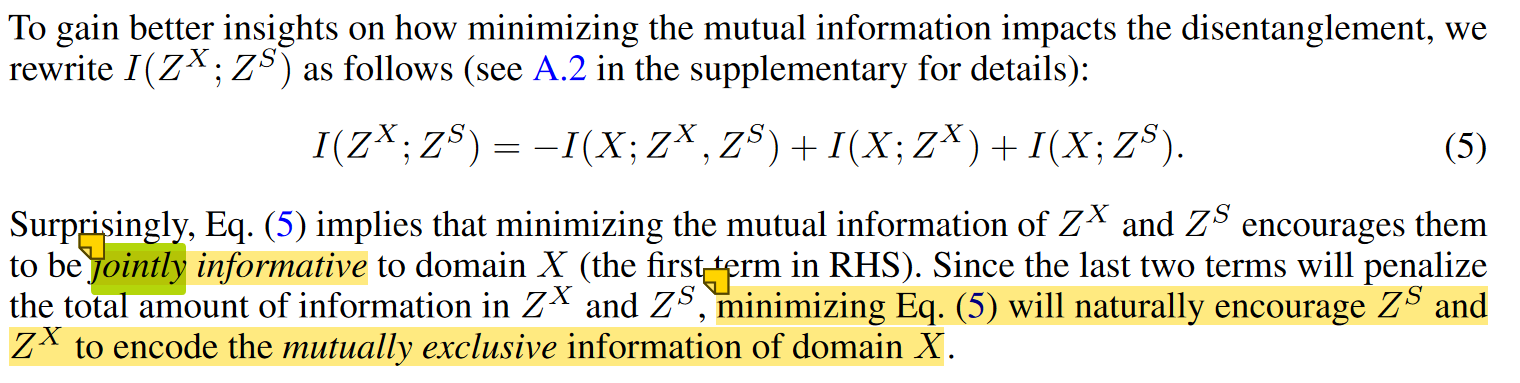 To gain better insights on how minimizing the mutual information impacts the disentanglement, we
rewrite I(Z^X; Z^S) as follows (see A.2 in the supplementary for details):
I(Z^X; Z^S) = −I(X; Z^X, Z^S) + I(X; Z^X) + I(X; Z^S). (5)
Surprisingly, Eq. (5) implies that minimizing the mutual information of Z^X and Z^S encourages them
to be jointly informative to domain X (the first term in RHS). Since the last two terms will penalize
the total amount of information in Z^X and Z^S, minimizing Eq. (5) will naturally encourage Z^S and
Z^X to encode the mutually exclusive information of domain X.